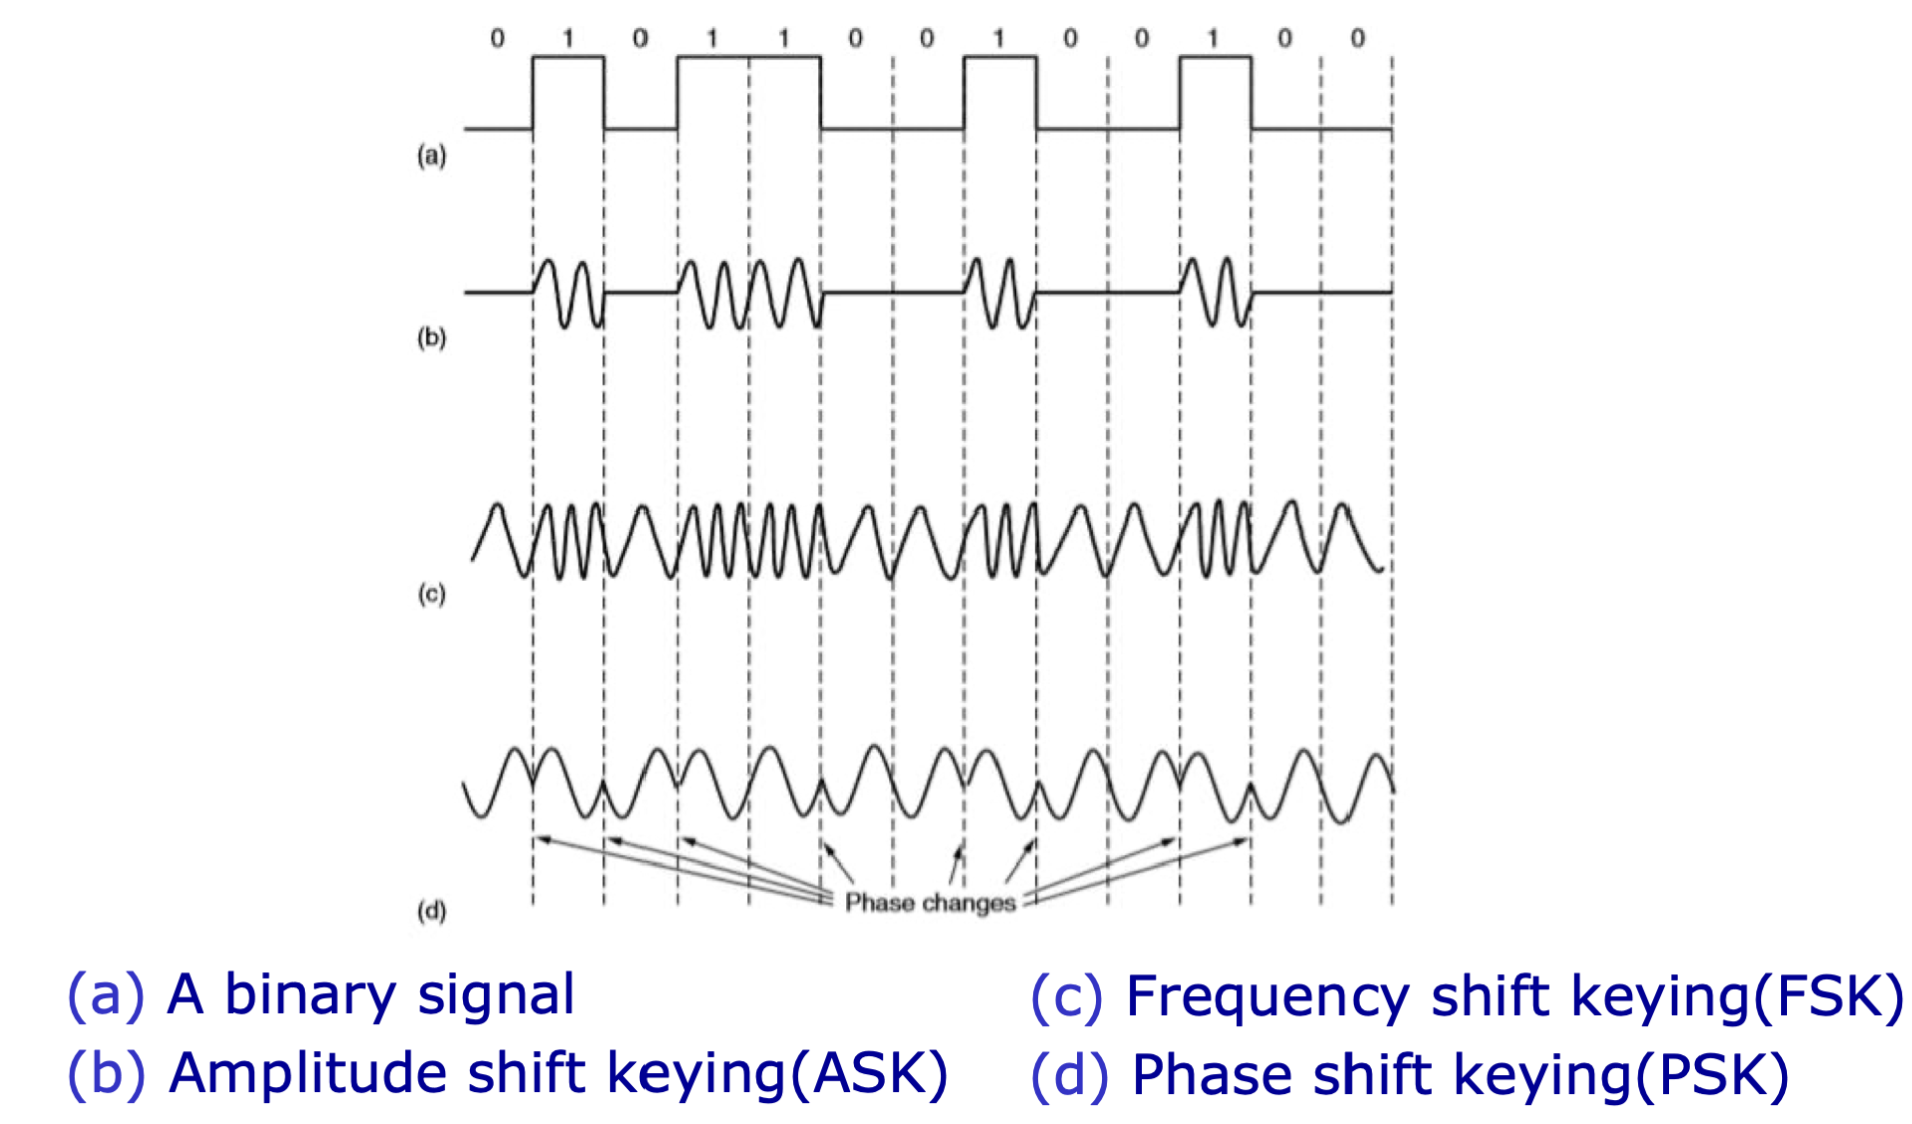 0 1 0 1 1 0 0 1 0 0 1 0 0
(a)
(b)
(c)
Phase changes
(d)
(a) A binary signal
(b) Amplitude shift keying(ASK)
(c) Frequency shift keying(FSK)
(d) Phase shift keying(PSK)